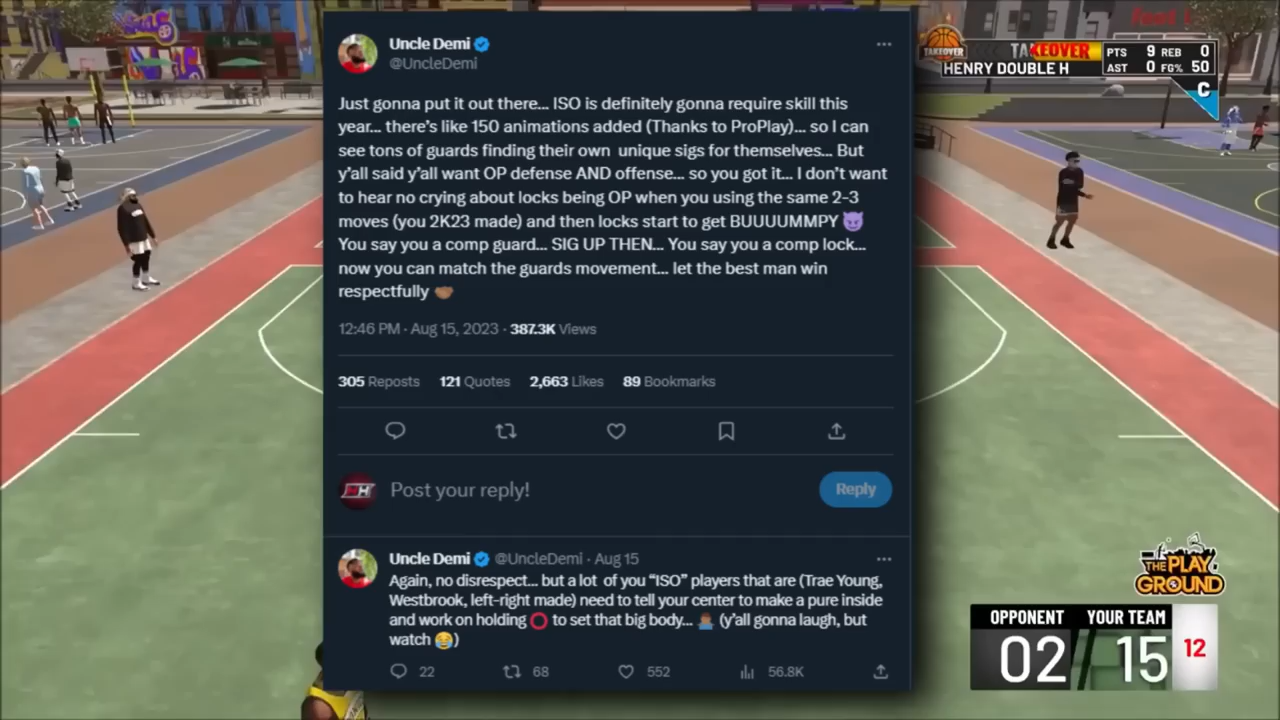 Uncle Demi
@UncleDemi
Just gonna put it out there... ISO is definitely gonna require skill this
year... there's like 150 animations added (Thanks to ProPlay)... so I can
see tons of guards finding their own unique sigs for themselves... But
y'all said y'all want OP defense AND offense... so you got it... I don't want
to hear no crying about locks being OP when you using the same 2-3
moves (you 2K23 made) and then locks start to get BUUUUMMPY 😈
You say you a comp guard... SIG UP THEN... You say you a comp lock...
now you can match the guards movement... let the best man win
respectfully 🤝🏽
12:46 PM · Aug 15, 2023 · 387.3K Views
305 Reposts 121 Quotes 2,663 Likes 89 Bookmarks
Post your reply!
Reply
Uncle Demi @UncleDemi · Aug 15
Again, no disrespect... but a lot of you “ISO” players that are (Trae Young,
Westbrook, left-right made) need to tell your center to make a pure inside
and work on holding ⭕ to set that big body... 🤷🏽‍♂️ (y'all gonna laugh, but
watch 😂)
22 68 552 56.8K
TAKEOVER
TAKEOVER
PTS 9 REB 0
AST 0 FG% 50
HENRY DOUBLE H
C
THE PLAY
GROUND
OPPONENT YOUR TEAM
02 15 12